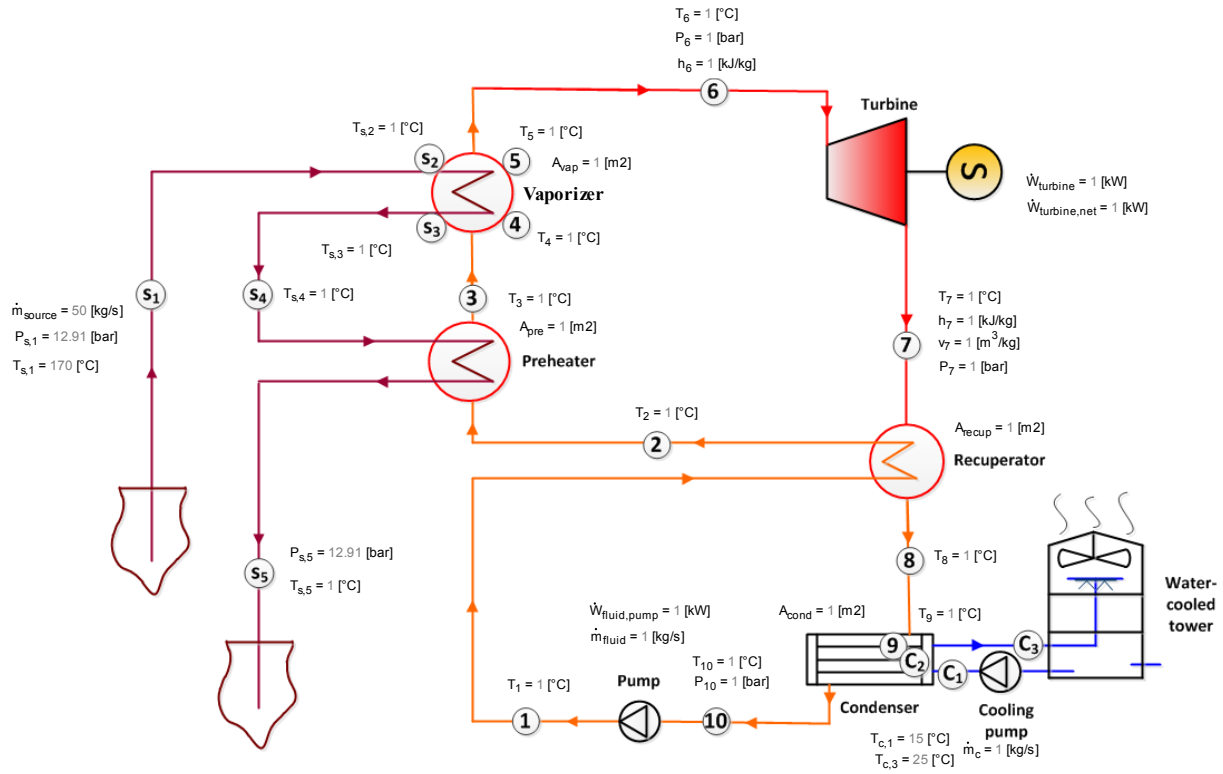 T6 = 1 [°C]
P6 = 1 [bar]
h6 = 1 [kJ/kg]
6
Turbine
Ts,2 = 1 [°C]
T5 = 1 [°C]
S2
5
Avap = 1 [m2]
Vaporizer
S
Ẇturbine = 1 [kW]
Ẇturbine,net = 1 [kW]
S3
4
T4 = 1 [°C]
Ts,3 = 1 [°C]
S1
S4
Ts,4 = 1 [°C]
3
T3 = 1 [°C]
ṁsource = 50 [kg/s]
Ps,1 = 12.91 [bar]
Ts,1 = 170 [°C]
Apre = 1 [m2]
Preheater
T7 = 1 [°C]
h7 = 1 [kJ/kg]
v7 = 1 [m3/kg]
P7 = 1 [bar]
7
T2 = 1 [°C]
2
Arecup = 1 [m2]
Recuperator
Ps,5 = 12.91 [bar]
Ts,5 = 1 [°C]
S5
8
T8 = 1 [°C]
Water-
cooled
tower
Ẇfluid,pump = 1 [kW]
ṁfluid = 1 [kg/s]
Acond = 1 [m2]
T9 = 1 [°C]
9
C2
C3
C1
T10 = 1 [°C]
P10 = 1 [bar]
T1 = 1 [°C]
Pump
1
10
Condenser
Cooling
pump
Tc,1 = 15 [°C]
Tc,3 = 25 [°C]
ṁc = 1 [kg/s]